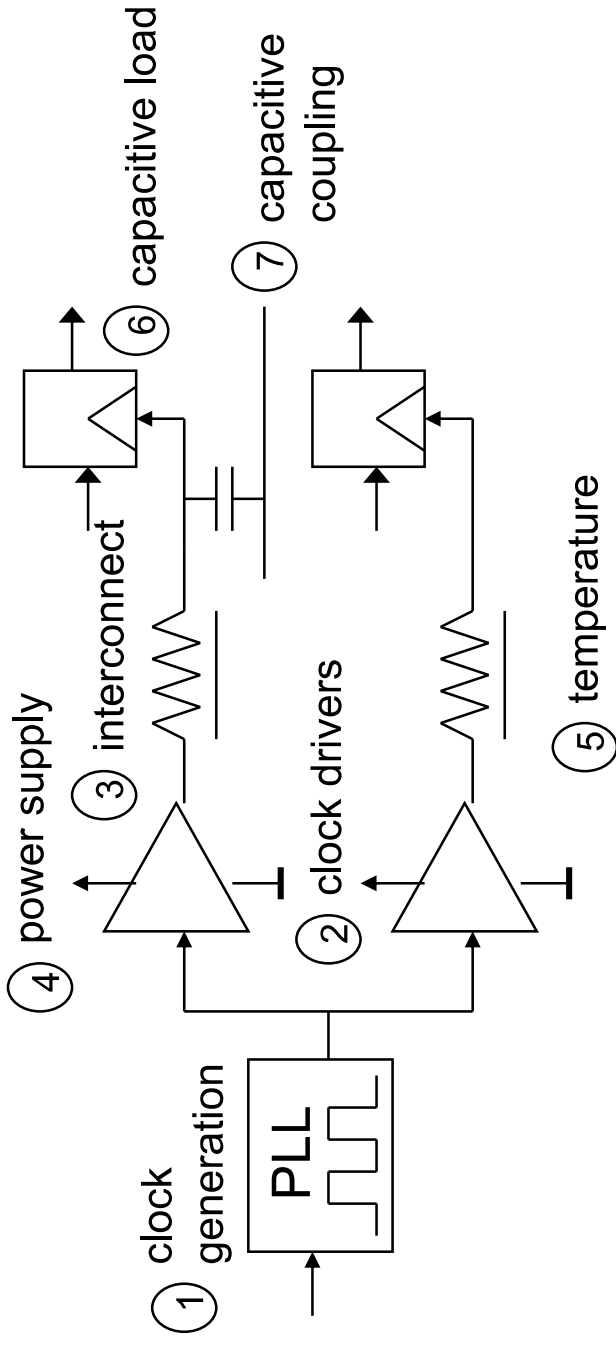 4 power supply
3 interconnect
6 capacitive load
1 clock
generation
PLL
2 clock drivers
7 capacitive
coupling
5 temperature